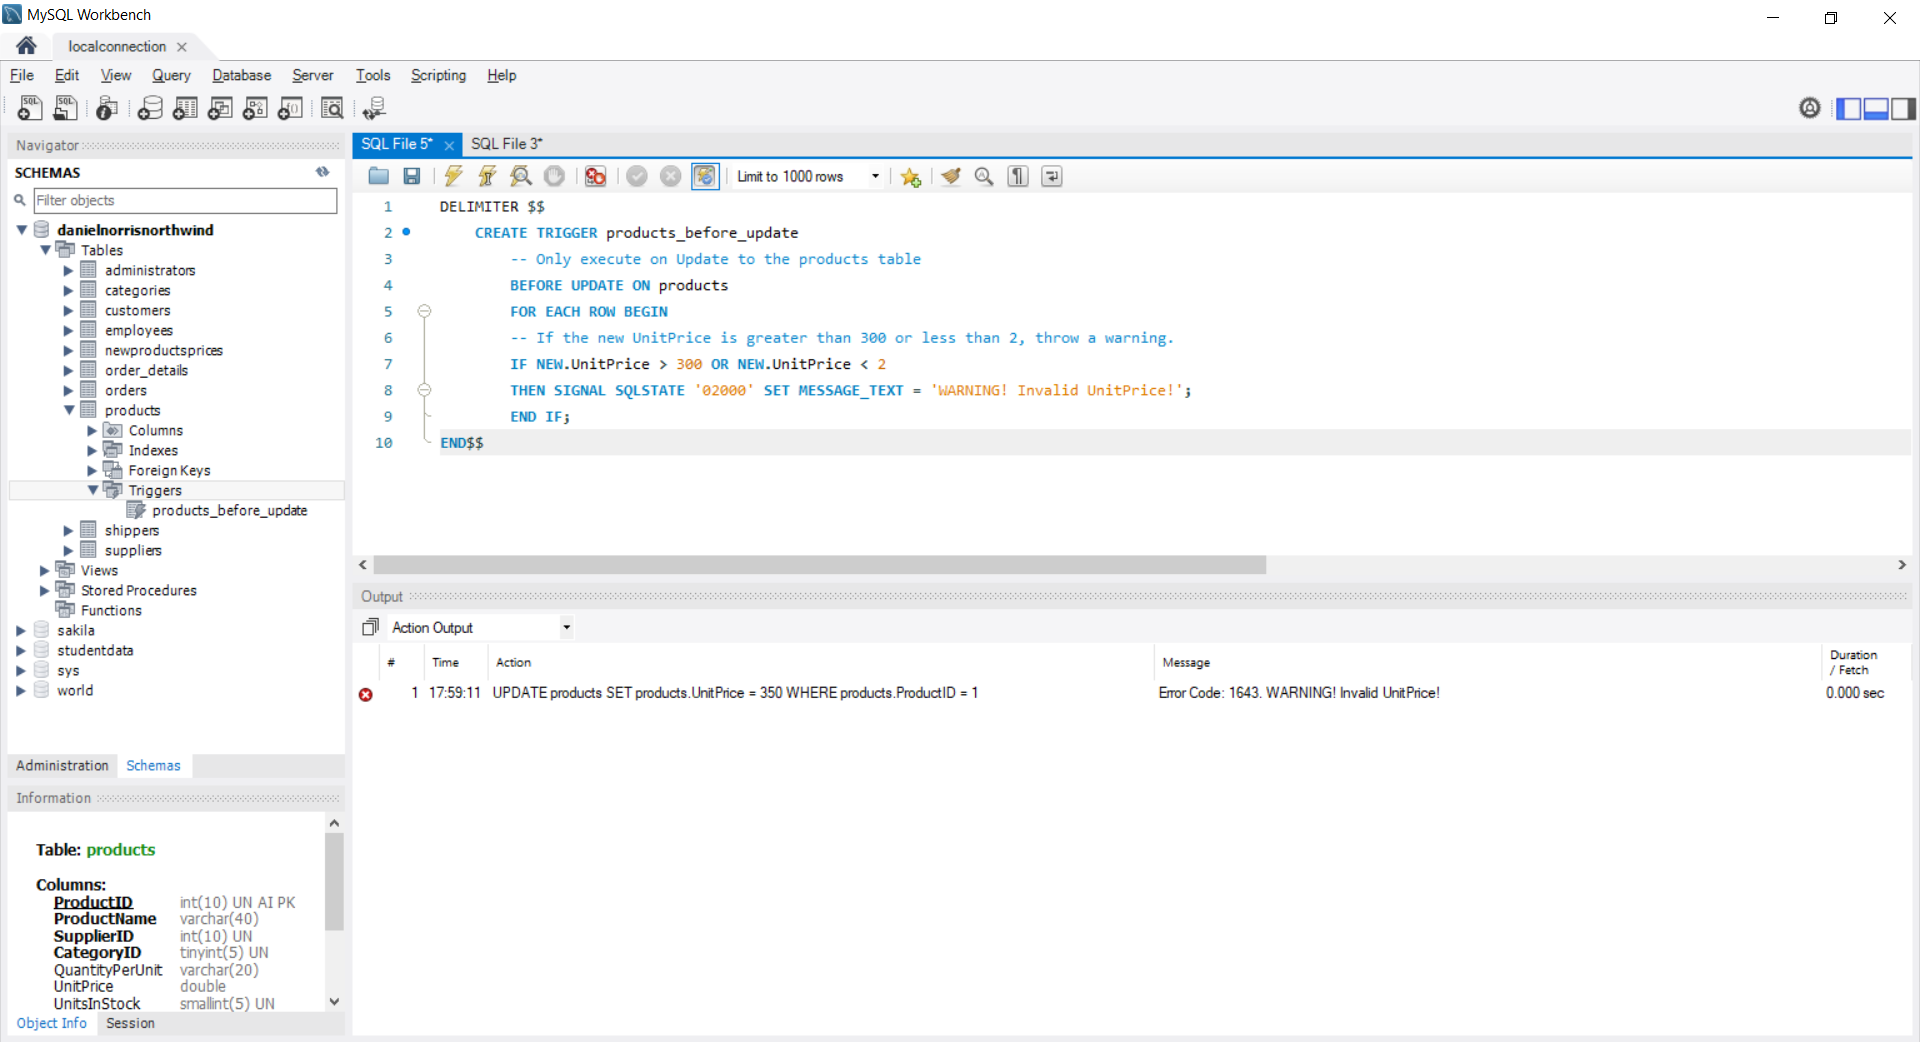 MySQL Workbench
localconnection
File Edit View Query Database Server Tools Scripting Help
Navigator
SCHEMAS
Filter objects
danielnorrisnorthwind
Tables
administrators
categories
customers
employees
newproductsprices
order_details
orders
products
Columns
Indexes
Foreign Keys
Triggers
products_before_update
shippers
suppliers
Views
Stored Procedures
Functions
sakila
studentdata
sys
world
Administration Schemas
Information
Table: products
Columns:
ProductID int(10) UN AI PK
ProductName varchar(40)
SupplierID int(10) UN
CategoryID tinyint(5) UN
QuantityPerUnit varchar(20)
UnitPrice double
UnitsInStock smallint(5) UN
Object Info Session
SQL File 5* SQL File 3*
Limit to 1000 rows
1 DELIMITER $$
2 CREATE TRIGGER products_before_update
3 -- Only execute on Update to the products table
4 BEFORE UPDATE ON products
5 FOR EACH ROW BEGIN
6 -- If the new UnitPrice is greater than 300 or less than 2, throw a warning.
7 IF NEW.UnitPrice > 300 OR NEW.UnitPrice < 2
8 THEN SIGNAL SQLSTATE '02000' SET MESSAGE_TEXT = 'WARNING! Invalid UnitPrice!';
9 END IF;
10 END$$
Output
Action Output
# Time Action Message Duration / Fetch
1 17:59:11 UPDATE products SET products.UnitPrice = 350 WHERE products.ProductID = 1 Error Code: 1643. WARNING! Invalid UnitPrice! 0.000 sec